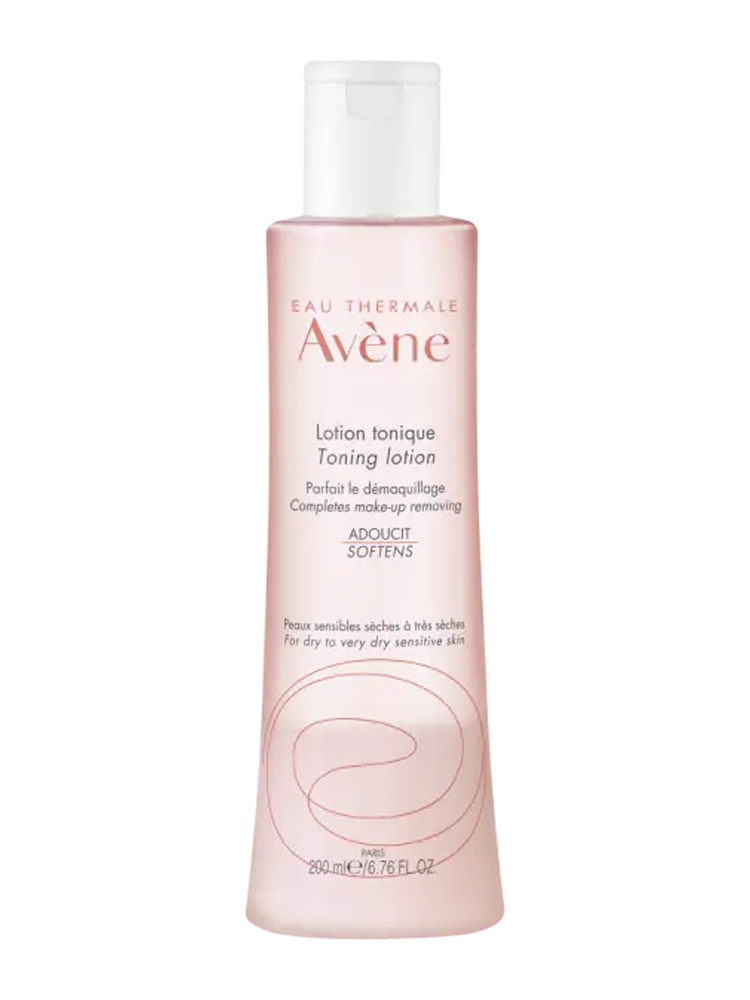 EAU THERMALE
Avène
Lotion tonique
Toning lotion
Parfait le démaquillage
Completes make-up removing
ADOUCIT
SOFTENS
Peaux sensibles sèches à très sèches
For dry to very dry sensitive skin
PARIS
200 ml℮/6.76 FL.OZ.